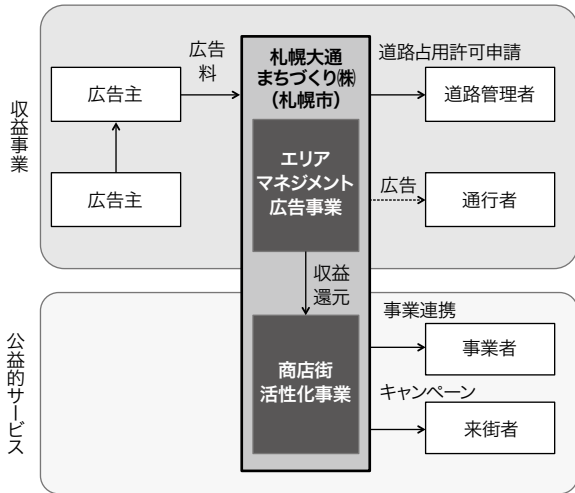 収益事業
広告主
広告主
広告
料
札幌大通
まちづくり㈱
(札幌市)
エリア
マネジメント
広告事業
道路占用許可申請
道路管理者
広告
通行者
収益
還元
公益的サービス
商店街
活性化事業
事業連携
事業者
キャンペーン
来街者